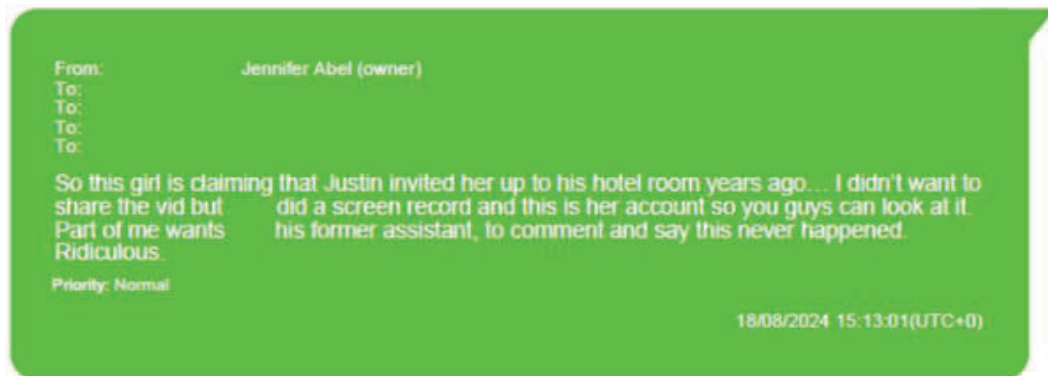 From: Jennifer Abel (owner)
To:
To:
To:
To:
So this girl is claiming that Justin invited her up to his hotel room years ago... I didn't want to
share the vid but did a screen record and this is her account so you guys can look at it.
Part of me wants his former assistant, to comment and say this never happened.
Ridiculous.
Priority: Normal
18/08/2024 15:13:01(UTC+0)